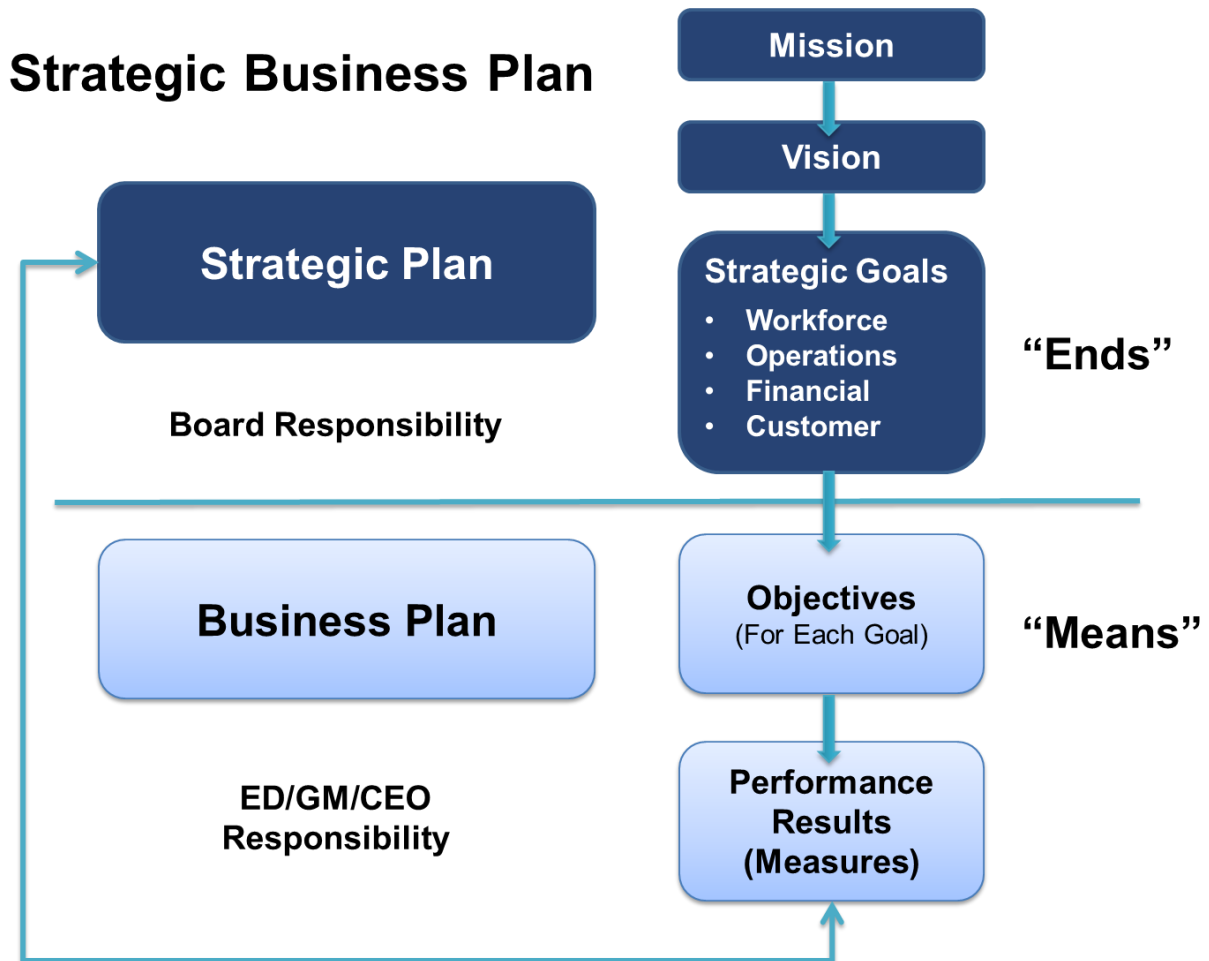 Strategic Business Plan
Mission
Vision
Strategic Plan
Board Responsibility
Strategic Goals
• Workforce
• Operations
• Financial
• Customer
“Ends”
Business Plan
ED/GM/CEO
Responsibility
Objectives
(For Each Goal)
“Means”
Performance
Results
(Measures)